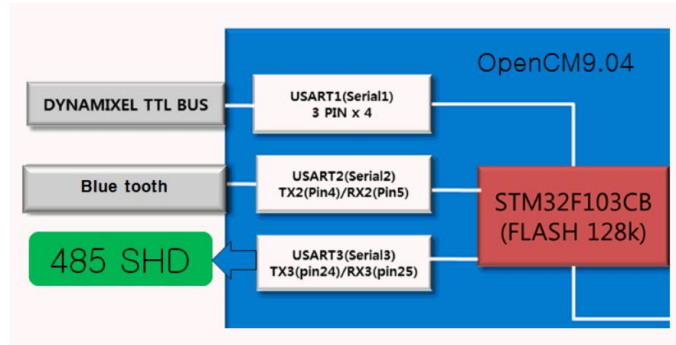 OpenCM9.04
DYNAMIXEL TTL BUS
USART1(Serial1)
3 PIN x 4
Blue tooth
USART2(Serial2)
TX2(Pin4)/RX2(Pin5)
STM32F103CB
(FLASH 128k)
485 SHD
USART3(Serial3)
TX3(pin24)/RX3(pin25)